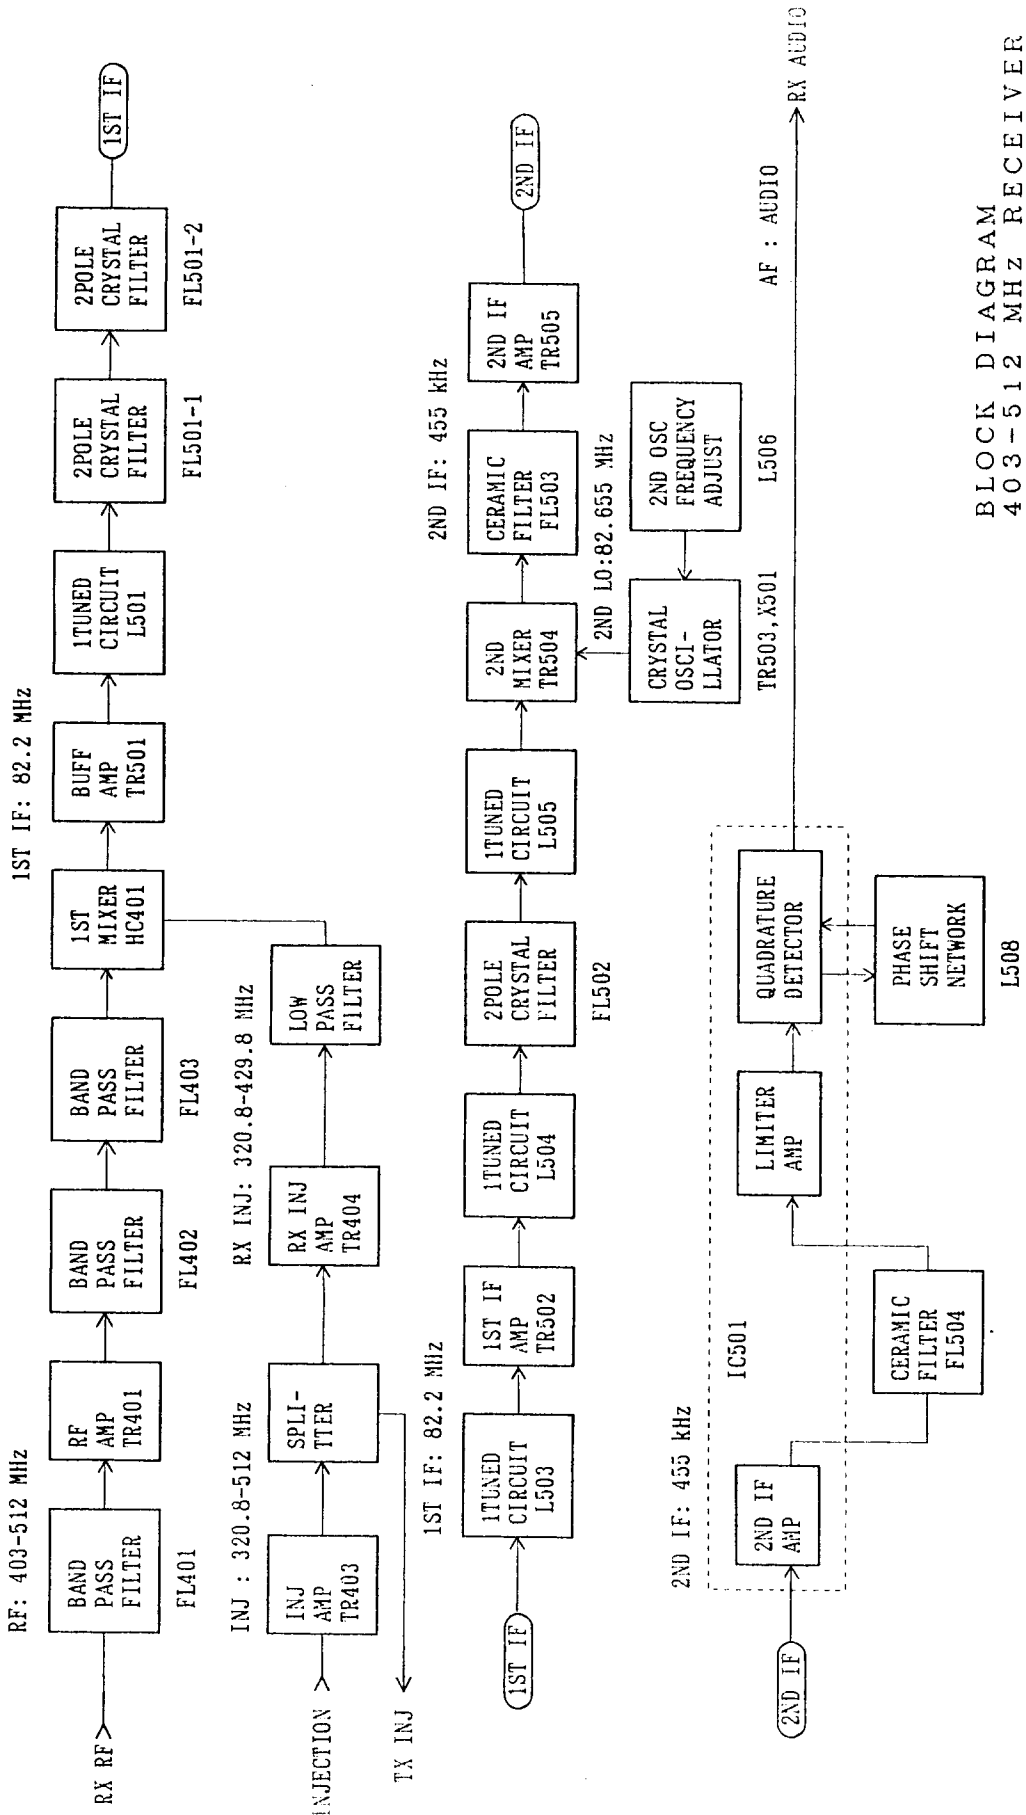 RX RF
RF: 403-512 MHz
BAND
PASS
FILTER
FL401
RF
AMP
TR401
BAND
PASS
FILTER
FL402
BAND
PASS
FILTER
FL403
1ST
MIXER
HC401
1ST IF: 82.2 MHz
BUFF
AMP
TR501
1TUNED
CIRCUIT
L501
2POLE
CRYSTAL
FILTER
FL501-1
2POLE
CRYSTAL
FILTER
FL501-2
1ST IF
INJECTION
TX INJ
INJ : 320.8-512 MHz
INJ
AMP
TR403
SPLI-
TTER
RX INJ: 320.8-429.8 MHz
RX INJ
AMP
TR404
LOW
PASS
FILTER
1ST IF
1ST IF: 82.2 MHz
1TUNED
CIRCUIT
L503
1ST IF
AMP
TR502
1TUNED
CIRCUIT
L504
2POLE
CRYSTAL
FILTER
FL502
1TUNED
CIRCUIT
L505
2ND
MIXER
TR504
2ND IF: 455 kHz
CERAMIC
FILTER
FL503
2ND IF
AMP
TR505
2ND IF
2ND LO:82.655 MHz
CRYSTAL
OSCI-
LLATOR
TR503,X501
2ND OSC
FREQUENCY
ADJUST
L506
2ND IF
2ND IF: 455 kHz
2ND IF
AMP
IC501
CERAMIC
FILTER
FL504
LIMITER
AMP
QUADRATURE
DETECTOR
PHASE
SHIFT
NETWORK
L508
AF : AUDIO
RX AUDIO
BLOCK DIAGRAM
403-512 MHz RECEIVER